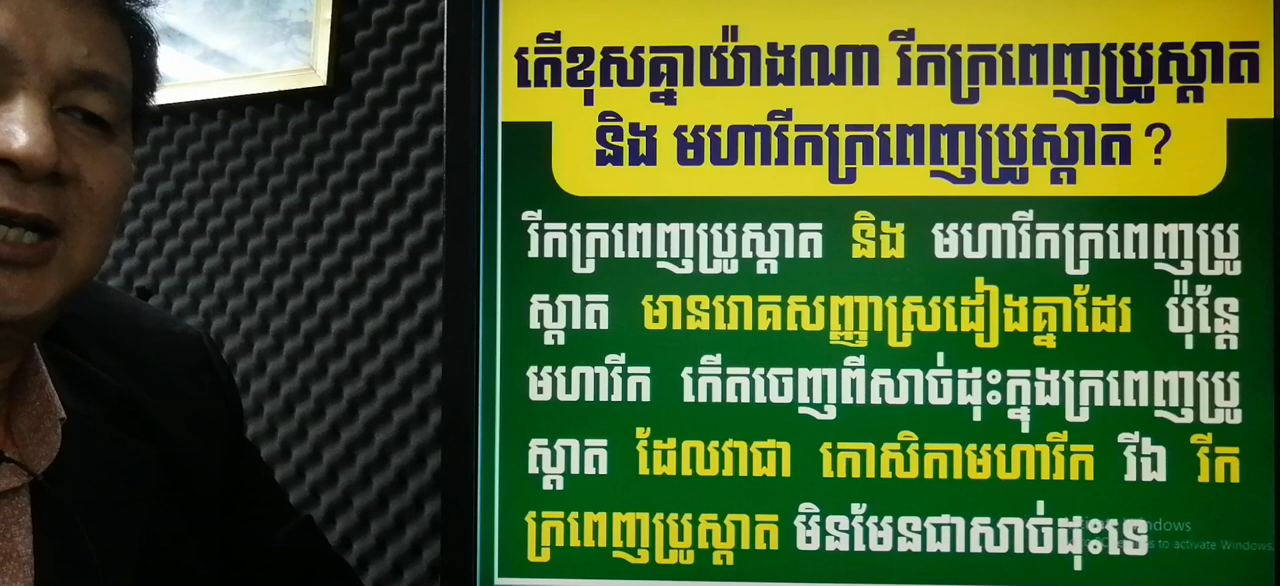 តើខុសគ្នាយ៉ាងណា រីកក្រពេញប្រូស្តាត
និង មហារីកក្រពេញប្រូស្តាត ?
រីកក្រពេញប្រូស្តាត និង មហារីកក្រពេញប្រូ
ស្តាត មានរោគសញ្ញាស្រដៀងគ្នាដែរ ប៉ុន្តែ
មហារីក កើតចេញពីសាច់ដុះក្នុងក្រពេញប្រូ
ស្តាត ដែលវាជា កោសិកាមហារីក រីឯ រីក
ក្រពេញប្រូស្តាត មិនមែនជាសាច់ដុះទេ
Windows
to activate Windows